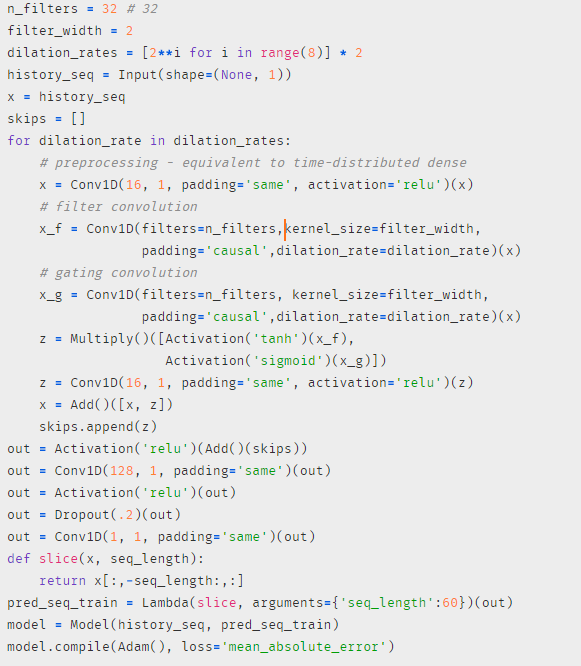 n_filters = 32 # 32
filter_width = 2
dilation_rates = [2**i for i in range(8)] * 2
history_seq = Input(shape=(None, 1))
x = history_seq
skips = []
for dilation_rate in dilation_rates:
    # preprocessing - equivalent to time-distributed dense
    x = Conv1D(16, 1, padding='same', activation='relu')(x)
    # filter convolution
    x_f = Conv1D(filters=n_filters,kernel_size=filter_width,
                 padding='causal',dilation_rate=dilation_rate)(x)
    # gating convolution
    x_g = Conv1D(filters=n_filters, kernel_size=filter_width,
                 padding='causal',dilation_rate=dilation_rate)(x)
    z = Multiply()([Activation('tanh')(x_f),
                    Activation('sigmoid')(x_g)])
    z = Conv1D(16, 1, padding='same', activation='relu')(z)
    x = Add()([x, z])
    skips.append(z)
out = Activation('relu')(Add()(skips))
out = Conv1D(128, 1, padding='same')(out)
out = Activation('relu')(out)
out = Dropout(.2)(out)
out = Conv1D(1, 1, padding='same')(out)
def slice(x, seq_length):
    return x[:,-seq_length:,:]
pred_seq_train = Lambda(slice, arguments={'seq_length':60})(out)
model = Model(history_seq, pred_seq_train)
model.compile(Adam(), loss='mean_absolute_error')